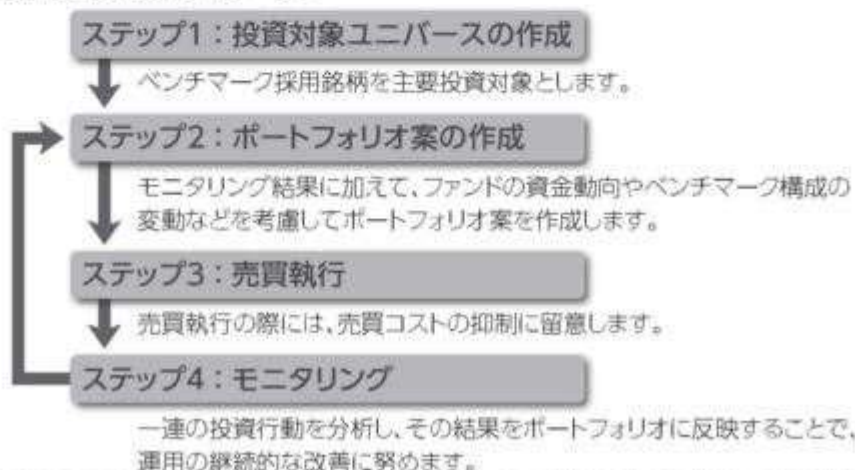 ステップ1：投資対象ユニバースの作成
ベンチマーク採用銘柄を主要投資対象とします。
ステップ2：ポートフォリオ案の作成
モニタリング結果に加えて、ファンドの資金動向やベンチマーク構成の
変動などを考慮してポートフォリオ案を作成します。
ステップ3：売買執行
売買執行の際には、売買コストの抑制に留意します。
ステップ4：モニタリング
一連の投資行動を分析し、その結果をポートフォリオに反映することで、
運用の継続的な改善に努めます。